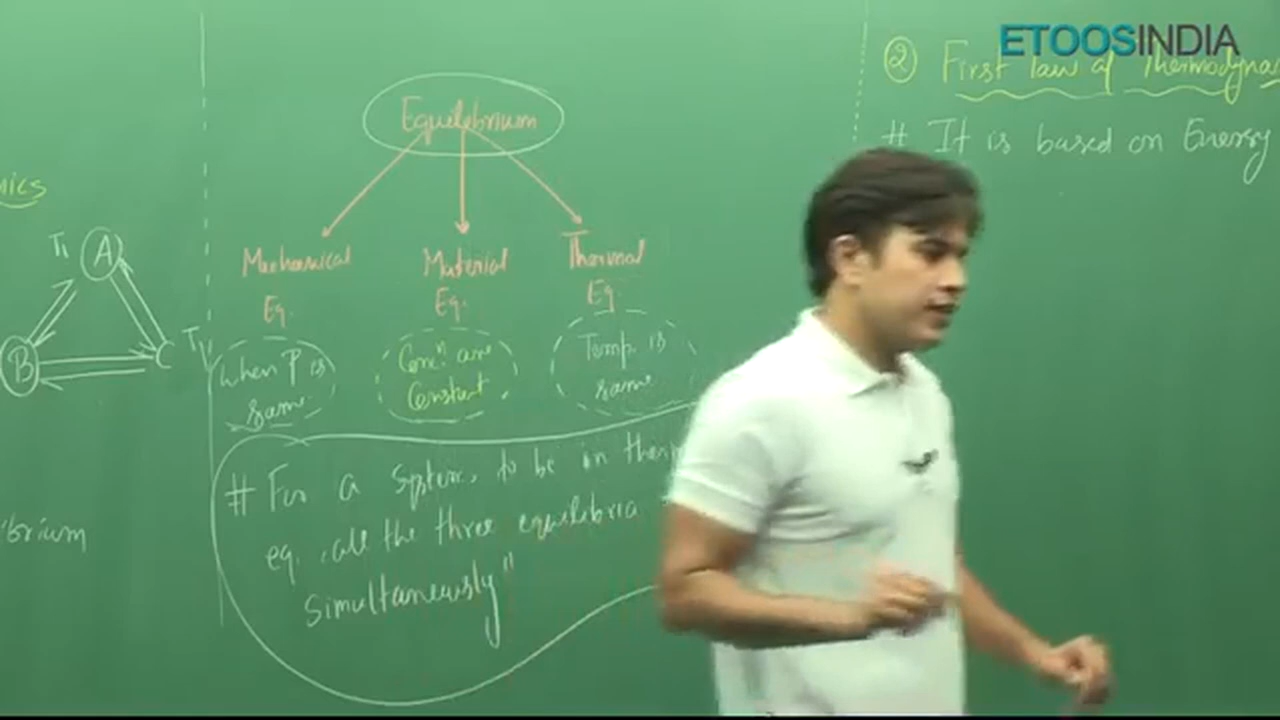 ETOOSINDIA
mics
T1 A
B C T
brium
Equilibrium
Mechanical Material Thermal
Eq. Eq. Eq.
when P is Concn are Temp. is
same Constant same
# For a System, to be in
eq. , all the three equilibria
simultaneously"
② First law of Thermodyna
# It is based on Energy